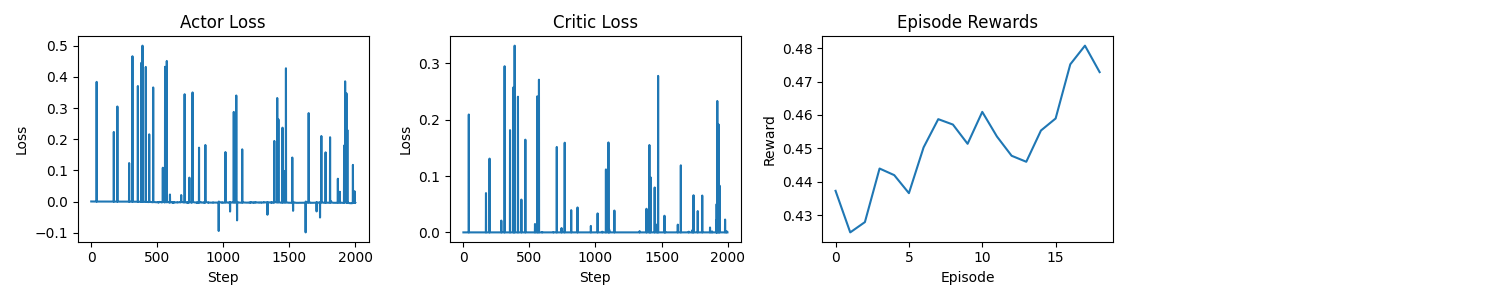 Actor Loss
Loss
0.5
0.4
0.3
0.2
0.1
0.0
−0.1
0 500 1000 1500 2000
Step
Critic Loss
Loss
0.3
0.2
0.1
0.0
0 500 1000 1500 2000
Step
Episode Rewards
Reward
0.48
0.47
0.46
0.45
0.44
0.43
0 5 10 15
Episode